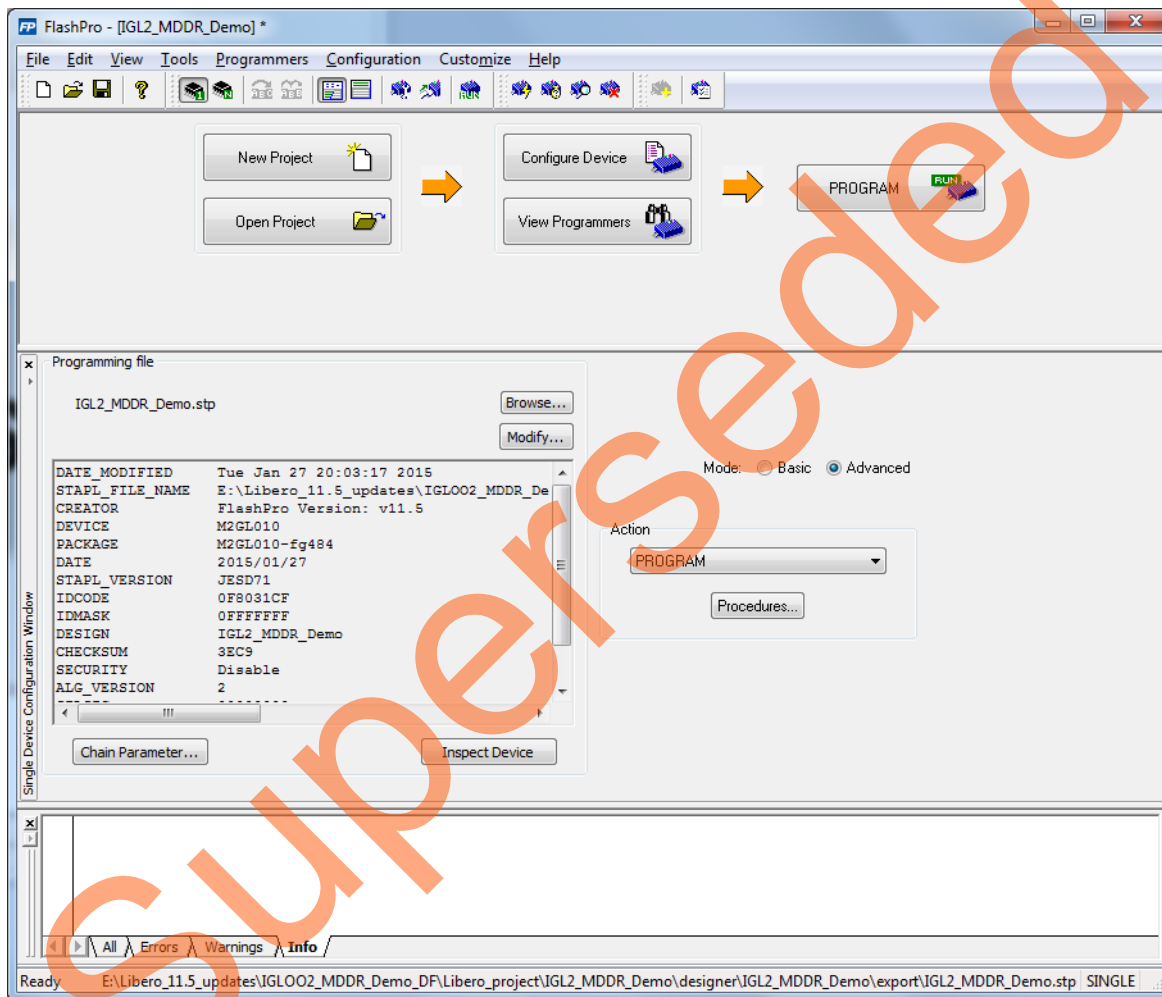 FlashPro - [[IGL2_MDDR_Demo] *
File Edit View Tools Programmers Configuration Customize Help
RUN
New Project
Configure Device
PROGRAM RUN
Open Project
View Programmers
Programming file
IGL2_MDDR_Demo.stp
Browse...
Modify...
Mode: Basic Advanced
DATE_MODIFIED Tue Jan 27 20:03:17 2015
STAPL_FILE_NAME E:\Libero_11.5_updates\IGLOO2_MDDR_De
CREATOR FlashPro Version: v11.5
DEVICE M2GL010
PACKAGE M2GL010-fg484
DATE 2015/01/27
STAPL_VERSION JESD71
IDCODE 0F8031CF
IDMASK 0FFFFFFF
DESIGN IGL2_MDDR_Demo
CHECKSUM 3EC9
SECURITY Disable
ALG_VERSION 2
Action
PROGRAM
Procedures...
Chain Parameter...
Inspect Device
Single Device Configuration Window
All Errors Warnings Info
Ready E:\Libero_11.5_updates\IGLOO2_MDDR_Demo_DF\Libero_project\IGL2_MDDR_Demo\designer\IGL2_MDDR_Demo\export\IGL2_MDDR_Demo.stp SINGLE
Superseded